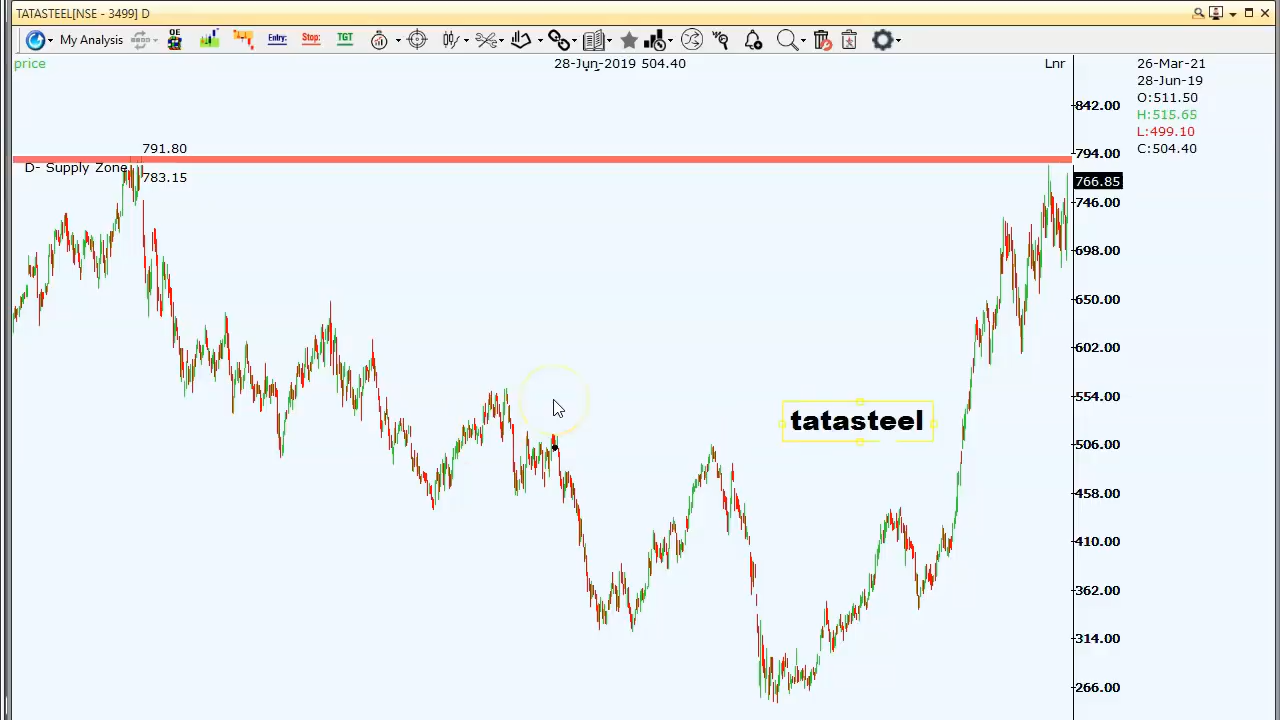 TATASTEEL[NSE - 3499] D
My Analysis
OE
Entry:
Stop:
TGT
price
28-Jun-2019 504.40
Lnr
26-Mar-21
28-Jun-19
O:511.50
H:515.65
L:499.10
C:504.40
842.00
791.80
794.00
D- Supply Zone
783.15
766.85
746.00
698.00
650.00
602.00
554.00
tatasteel
506.00
458.00
410.00
362.00
314.00
266.00